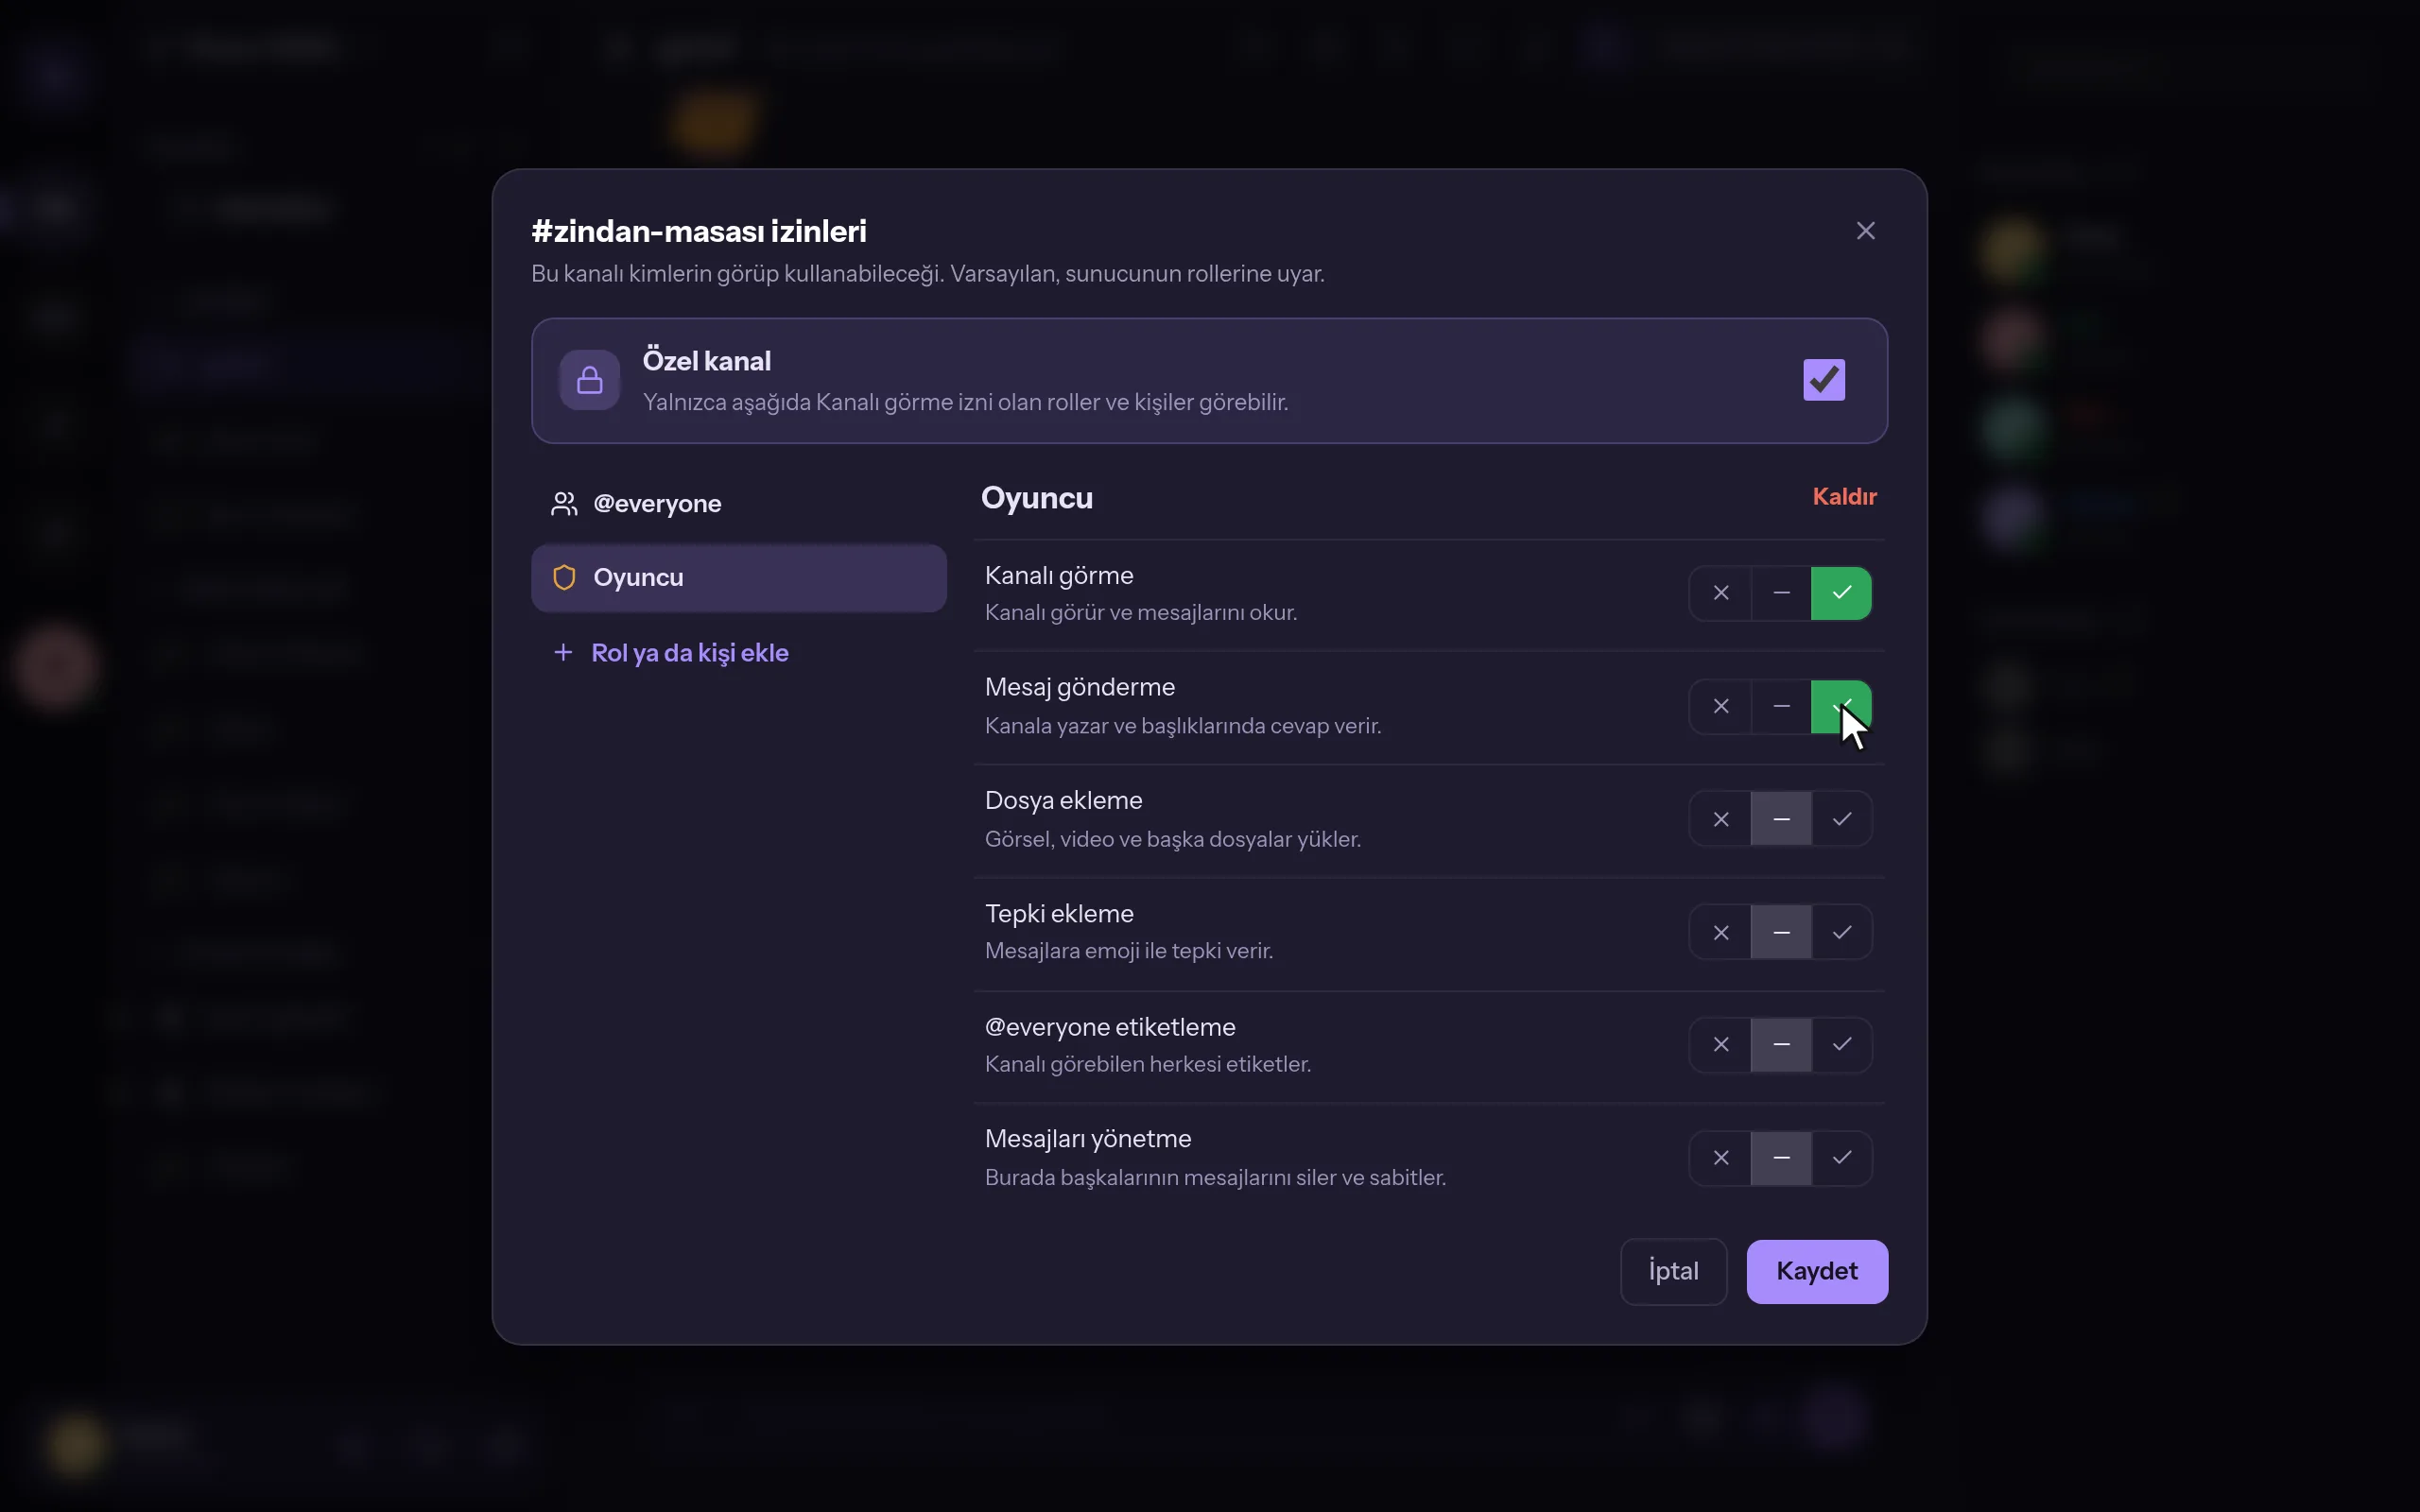 #zindan-masası izinleri
Bu kanalı kimlerin görüp kullanabileceği. Varsayılan, sunucunun rollerine uyar.
Özel kanal
Yalnızca aşağıda Kanalı görme izni olan roller ve kişiler görebilir.
@everyone
Oyuncu
Rol ya da kişi ekle
Oyuncu
Kaldır
Kanalı görme
Kanalı görür ve mesajlarını okur.
Mesaj gönderme
Kanala yazar ve başlıklarında cevap verir.
Dosya ekleme
Görsel, video ve başka dosyalar yükler.
Tepki ekleme
Mesajlara emoji ile tepki verir.
@everyone etiketleme
Kanalı görebilen herkesi etiketler.
Mesajları yönetme
Burada başkalarının mesajlarını siler ve sabitler.
İptal
Kaydet